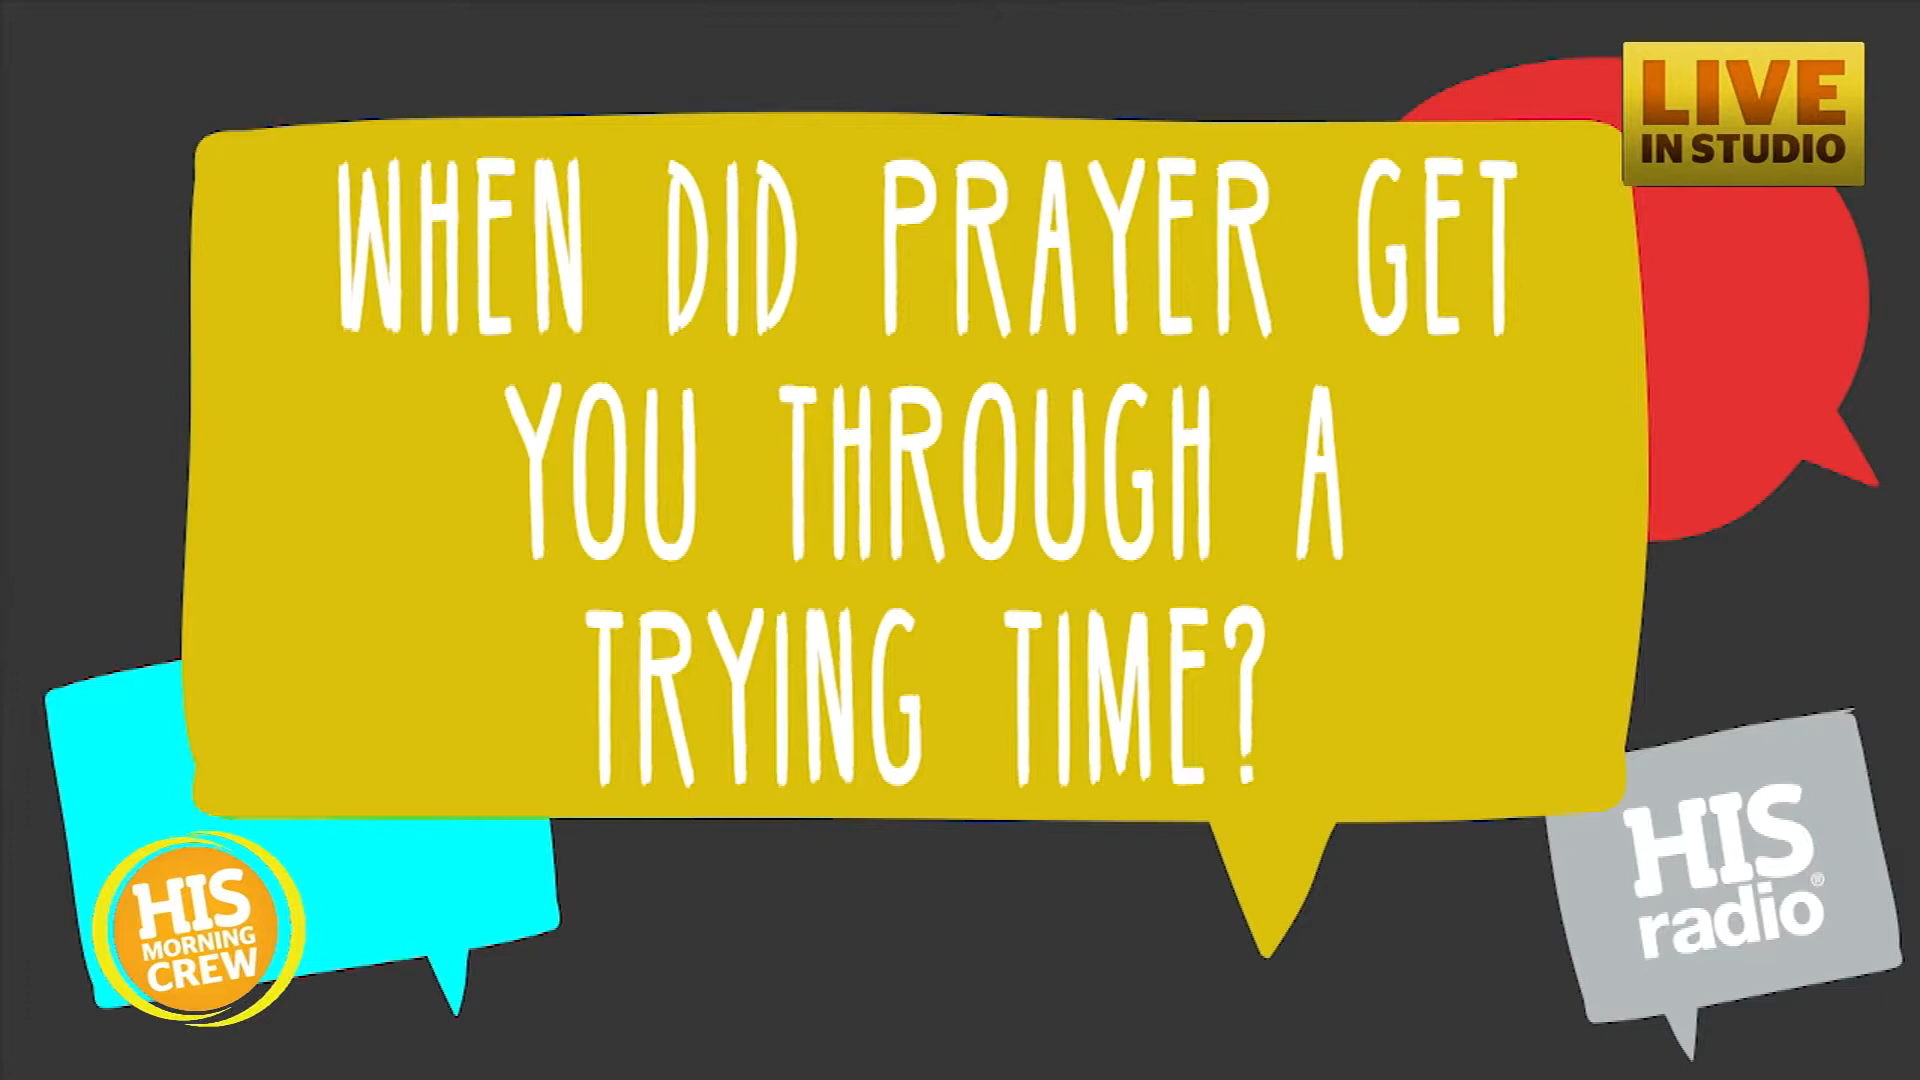 LIVE
IN STUDIO
WHEN DID PRAYER GET
YOU THROUGH A
TRYING TIME?
HIS
MORNING
CREW
HIS
radio®